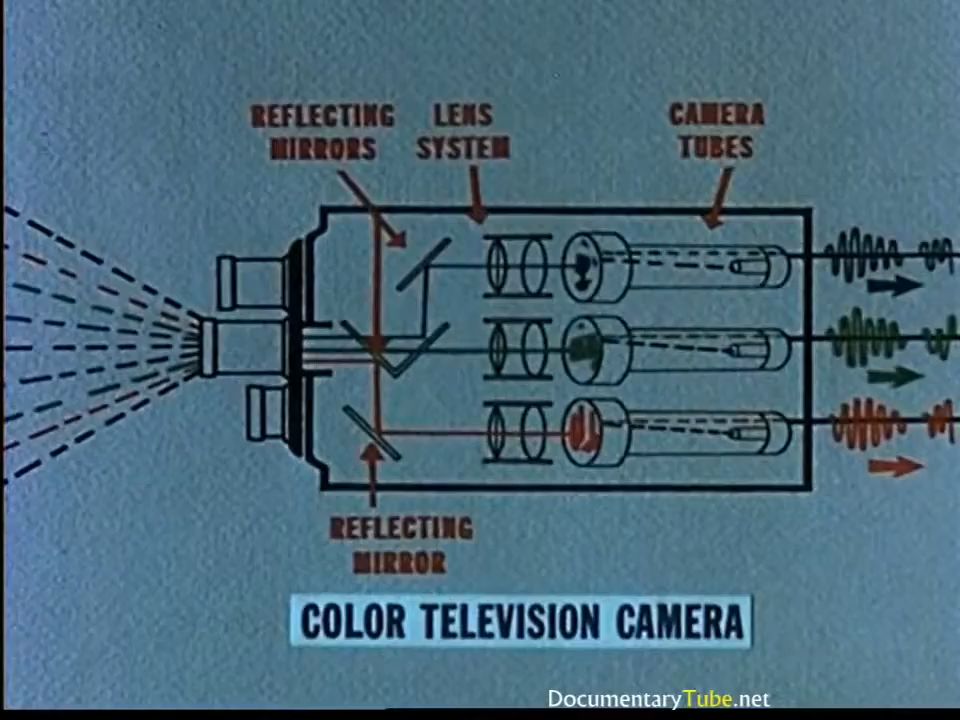 REFLECTING
MIRRORS
LENS
SYSTEM
CAMERA
TUBES
REFLECTING
MIRROR
COLOR TELEVISION CAMERA
DocumentaryTube.net